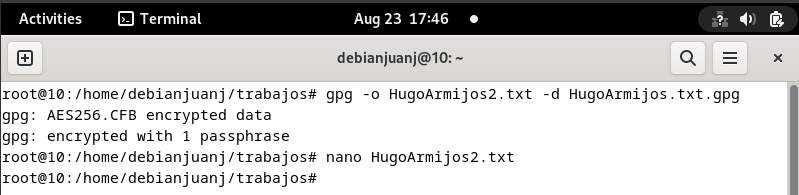 Activities Terminal Aug 23 17:46
debianjuanj@10: ~
root@10:/home/debianjuanj/trabajos# gpg -o HugoArmijos2.txt -d HugoArmijos.txt.gpg
gpg: AES256.CFB encrypted data
gpg: encrypted with 1 passphrase
root@10:/home/debianjuanj/trabajos# nano HugoArmijos2.txt
root@10:/home/debianjuanj/trabajos#